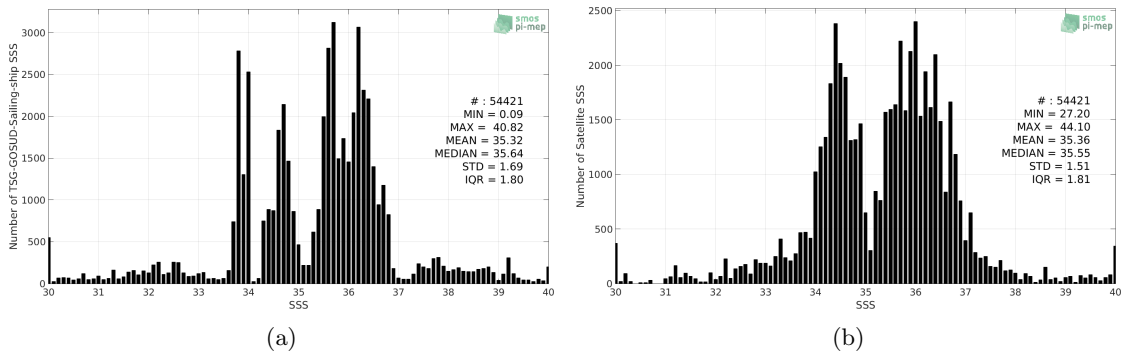 smos
pi-mep
Number of TSG-GOSUD-Sailing-ship SSS
3000
2500
2000
1500
1000
500
0
# : 54421
MIN = 0.09
MAX = 40.82
MEAN = 35.32
MEDIAN = 35.64
STD = 1.69
IQR = 1.80
30 31 32 33 34 35 36 37 38 39 40
SSS
(a)
smos
pi-mep
Number of Satellite SSS
2500
2000
1500
1000
500
0
# : 54421
MIN = 27.20
MAX = 44.10
MEAN = 35.36
MEDIAN = 35.55
STD = 1.51
IQR = 1.81
30 31 32 33 34 35 36 37 38 39 40
SSS
(b)